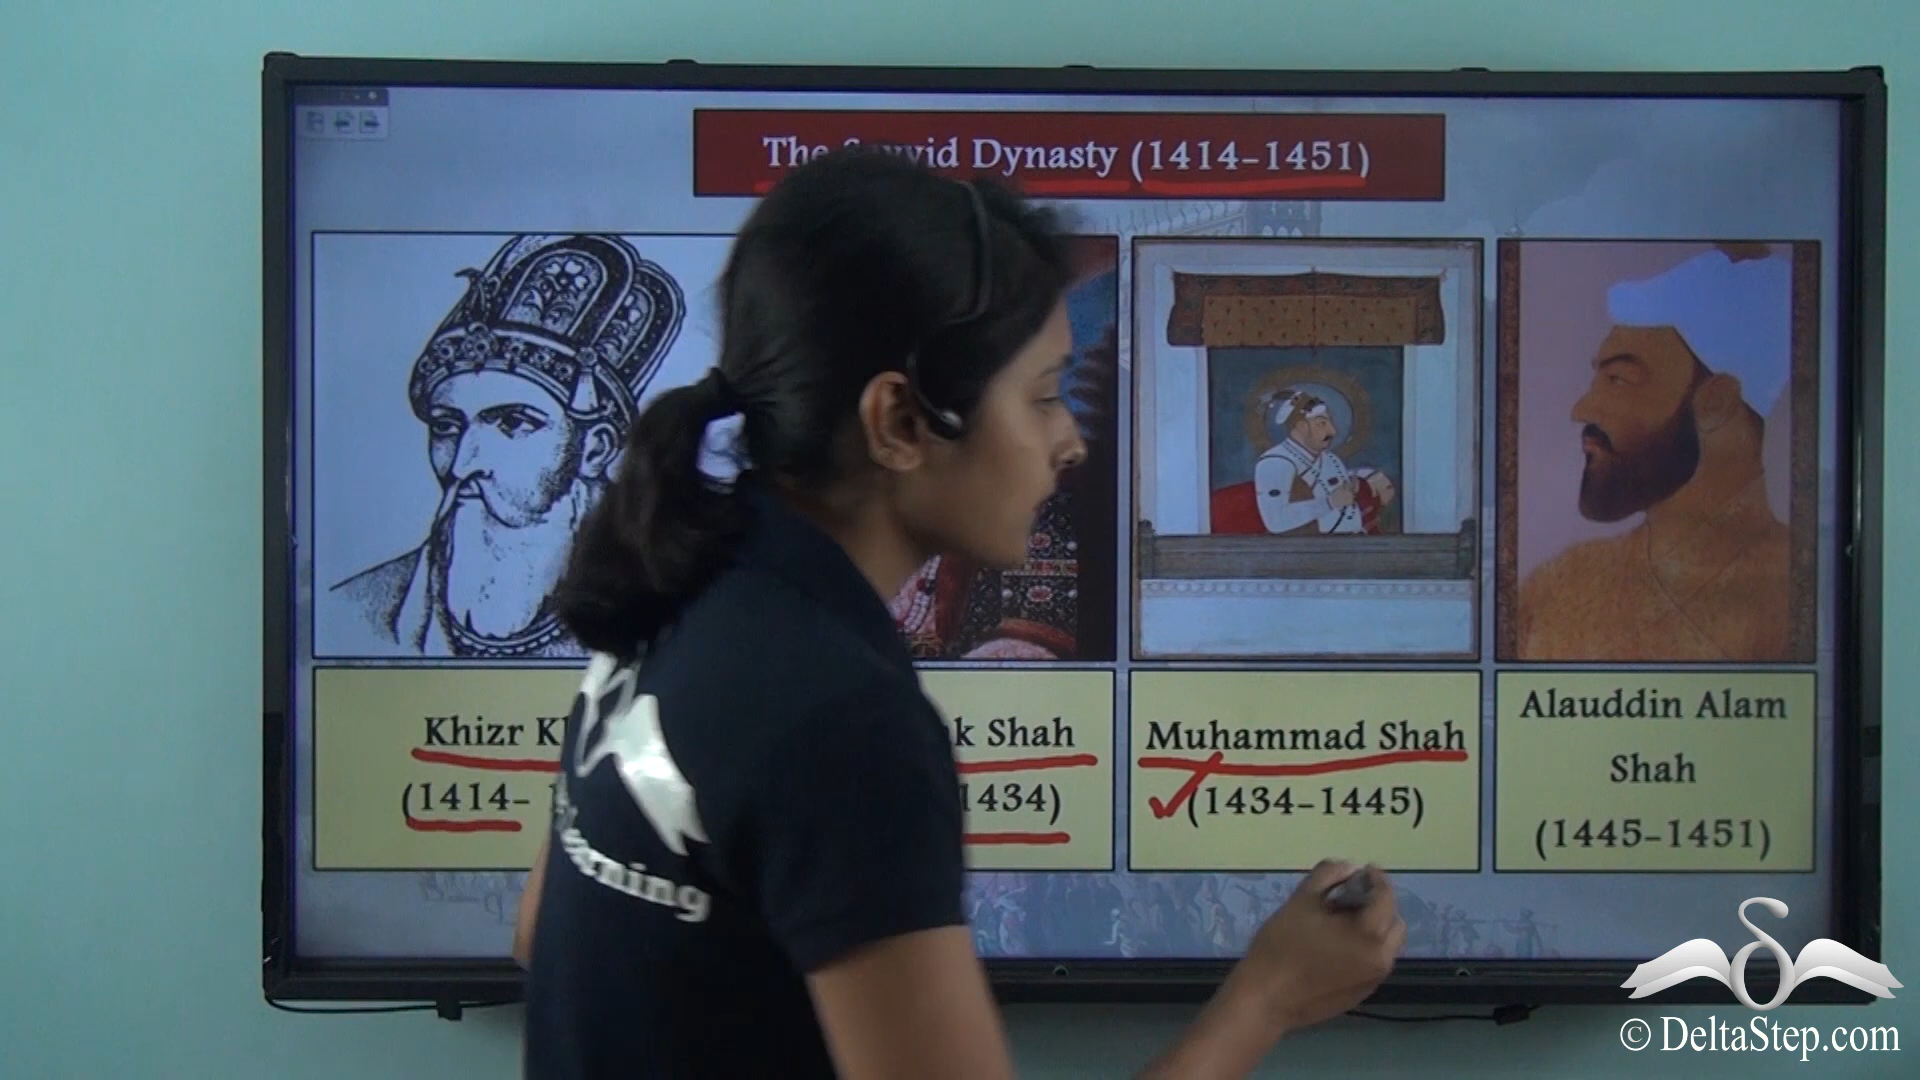 The Sayyid Dynasty (1414-1451)
Khizr
(1414-
Shah
1434)
Muhammad Shah
(1434-1445)
Alauddin Alam
Shah
(1445-1451)
© DeltaStep.com